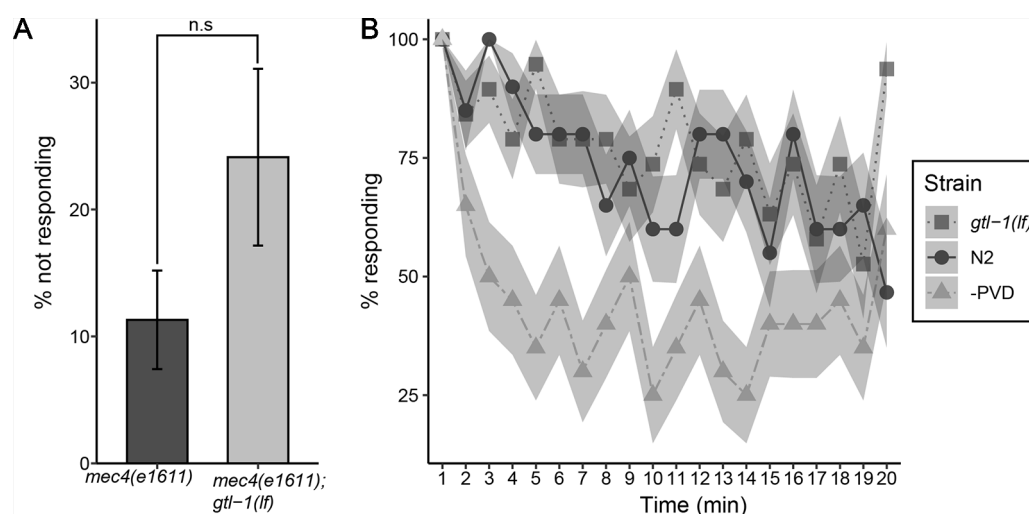 A
n.s
% not responding
30
20
10
0
mec4(e1611)
mec4(e1611);
gtl−1(lf)
B
% responding
100
75
50
25
1 2 3 4 5 6 7 8 9 10 11 12 13 14 15 16 17 18 19 20
Time (min)
Strain
gtl−1(lf)
N2
-PVD